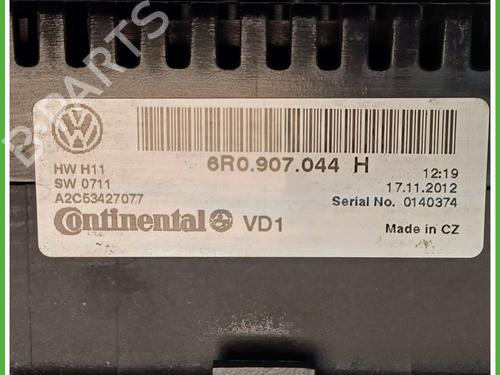 B-PARTS
6R0.907.044 H
HW H11
SW 0711
A2C53427077
12:19
17.11.2012
Serial No. 0140374
Continental VD1
Made in CZ